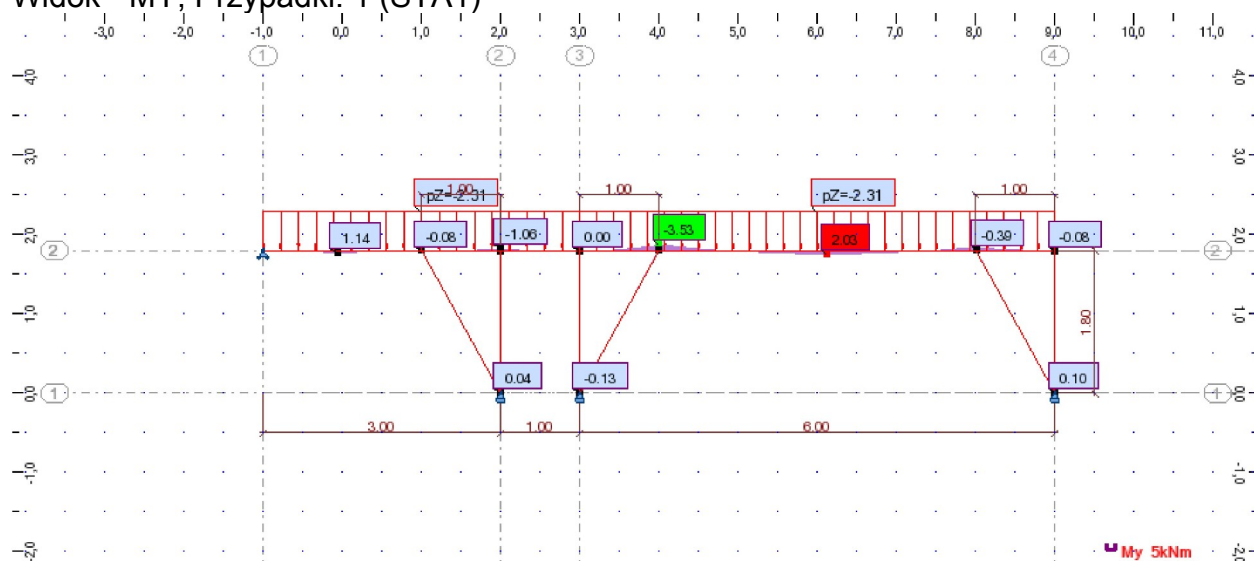 Widok - MY; Przypadki: 1 (STA1)
-3,0 -2,0 -1,0 0,0 1,0 2,0 3,0 4,0 5,0 6,0 7,0 8,0 9,0 10,0 11,0
1 2 3 4
4,0 4,0
3,0 3,0
1.00 1.00 1.00
pZ=-2.31 pZ=-2.31
2,0 2,0
1.14 -0.08 -1.06 0.00 -3.53 2.03 -0.39 -0.08
2 2
1,0 1.80 1,0
0.04 -0.13 0.10
0,0 1 1 0,0
3.00 1.00 6.00
-1,0 -1,0
-2,0 -2,0
My 5kNm